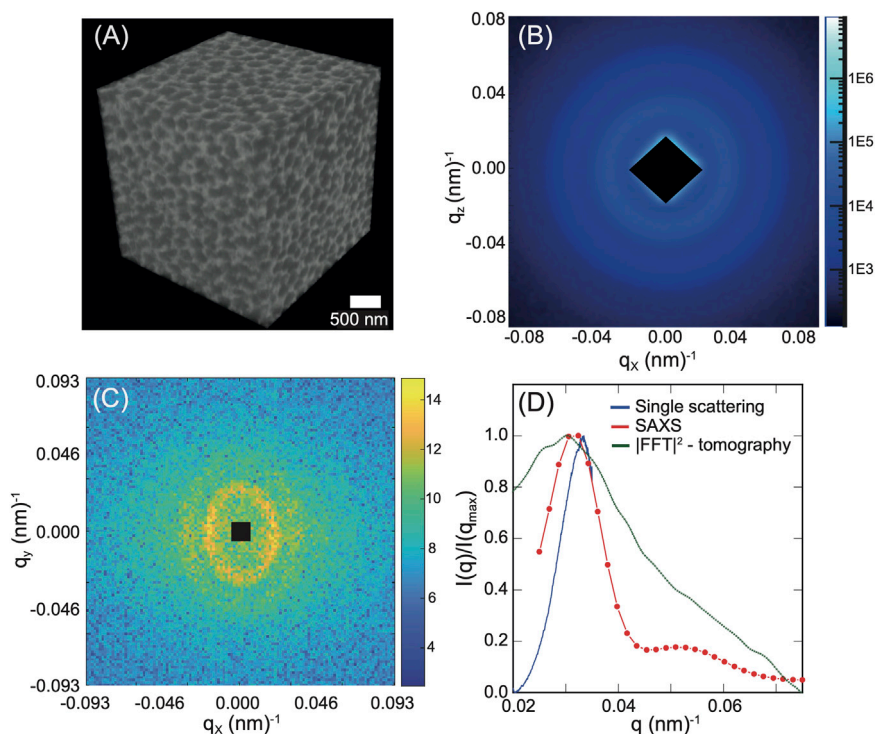 (A)
500 nm
(B)
0.08
0.04
0.00
-0.04
-0.08
q_z (nm)⁻¹
-0.08 -0.04 0.00 0.04 0.08
q_x (nm)⁻¹
1E6
1E5
1E4
1E3
(C)
0.093
0.046
0.000
-0.046
-0.093
q_y (nm)⁻¹
-0.093 -0.046 0.000 0.046 0.093
q_x (nm)⁻¹
14
12
10
8
6
4
(D)
Single scattering
SAXS
|FFT|² - tomography
I(q)/I(q_max)
1.0
0.8
0.6
0.4
0.2
0.0
0.02 0.04 0.06
q (nm)⁻¹